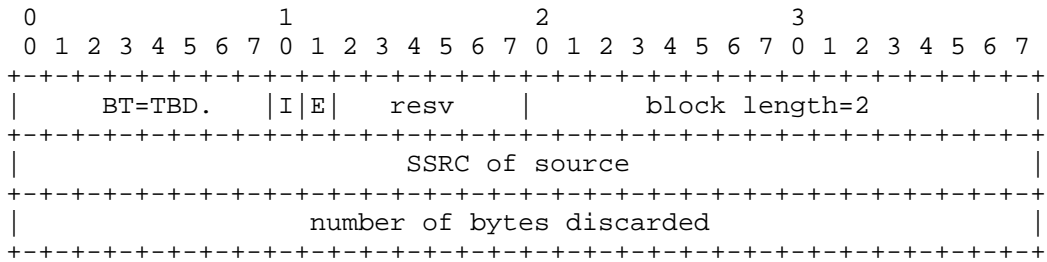 0                   1                   2                   3
 0 1 2 3 4 5 6 7 0 1 2 3 4 5 6 7 0 1 2 3 4 5 6 7 0 1 2 3 4 5 6 7
+-+-+-+-+-+-+-+-+-+-+-+-+-+-+-+-+-+-+-+-+-+-+-+-+-+-+-+-+-+-+-+-+
|      BT=TBD.   |I|E|   resv    |       block length=2          |
+-+-+-+-+-+-+-+-+-+-+-+-+-+-+-+-+-+-+-+-+-+-+-+-+-+-+-+-+-+-+-+-+
|                        SSRC of source                         |
+-+-+-+-+-+-+-+-+-+-+-+-+-+-+-+-+-+-+-+-+-+-+-+-+-+-+-+-+-+-+-+-+
|                  number of bytes discarded                    |
+-+-+-+-+-+-+-+-+-+-+-+-+-+-+-+-+-+-+-+-+-+-+-+-+-+-+-+-+-+-+-+-+